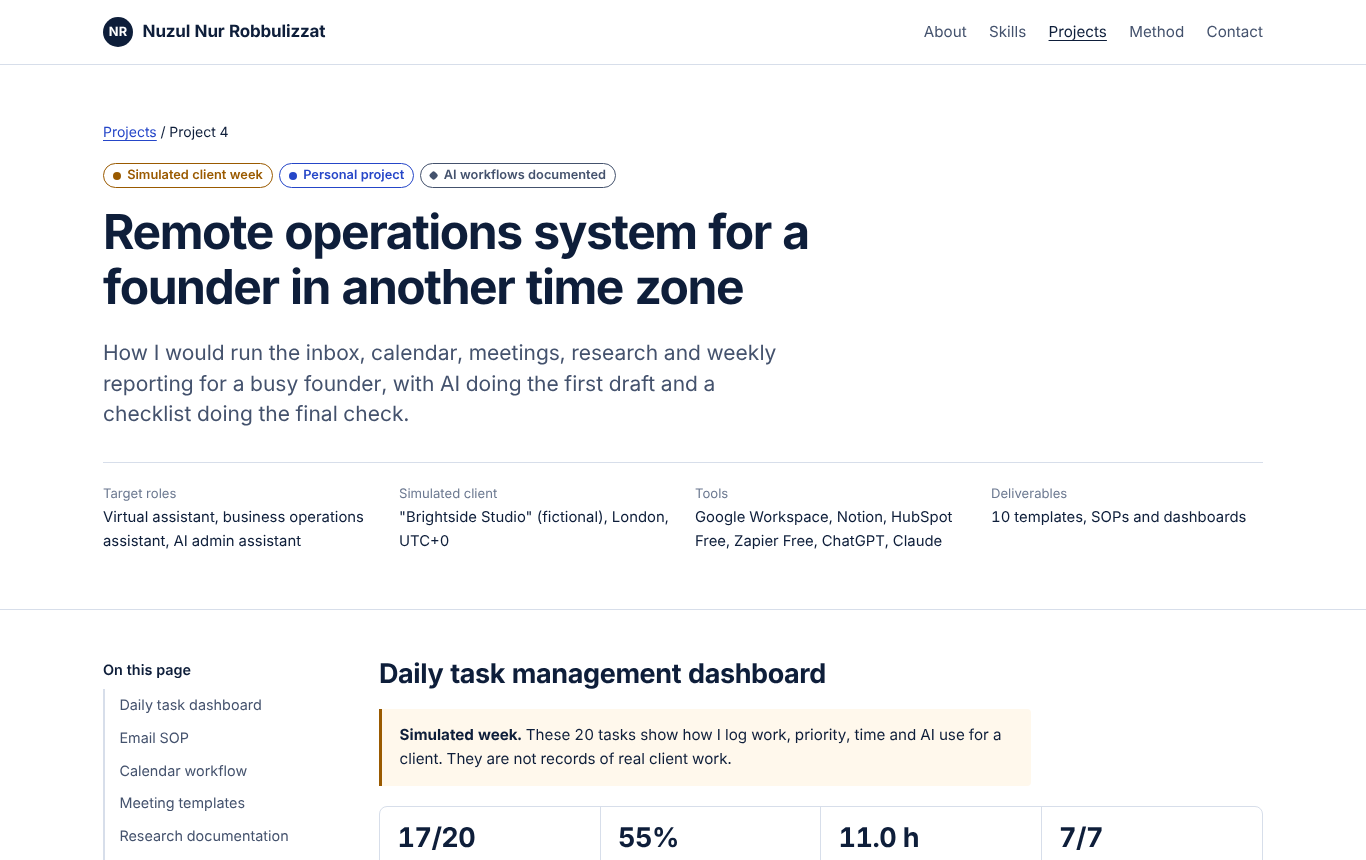 NR Nuzul Nur Robbulizzat
About Skills Projects Method Contact
Projects / Project 4
Simulated client week Personal project AI workflows documented
Remote operations system for a
founder in another time zone
How I would run the inbox, calendar, meetings, research and weekly
reporting for a busy founder, with AI doing the first draft and a
checklist doing the final check.
Target roles
Virtual assistant, business operations
assistant, AI admin assistant
Simulated client
"Brightside Studio" (fictional), London,
UTC+0
Tools
Google Workspace, Notion, HubSpot
Free, Zapier Free, ChatGPT, Claude
Deliverables
10 templates, SOPs and dashboards
On this page
Daily task dashboard
Email SOP
Calendar workflow
Meeting templates
Research documentation
Daily task management dashboard
Simulated week. These 20 tasks show how I log work, priority, time and AI use for a
client. They are not records of real client work.
17/20 55% 11.0 h 7/7